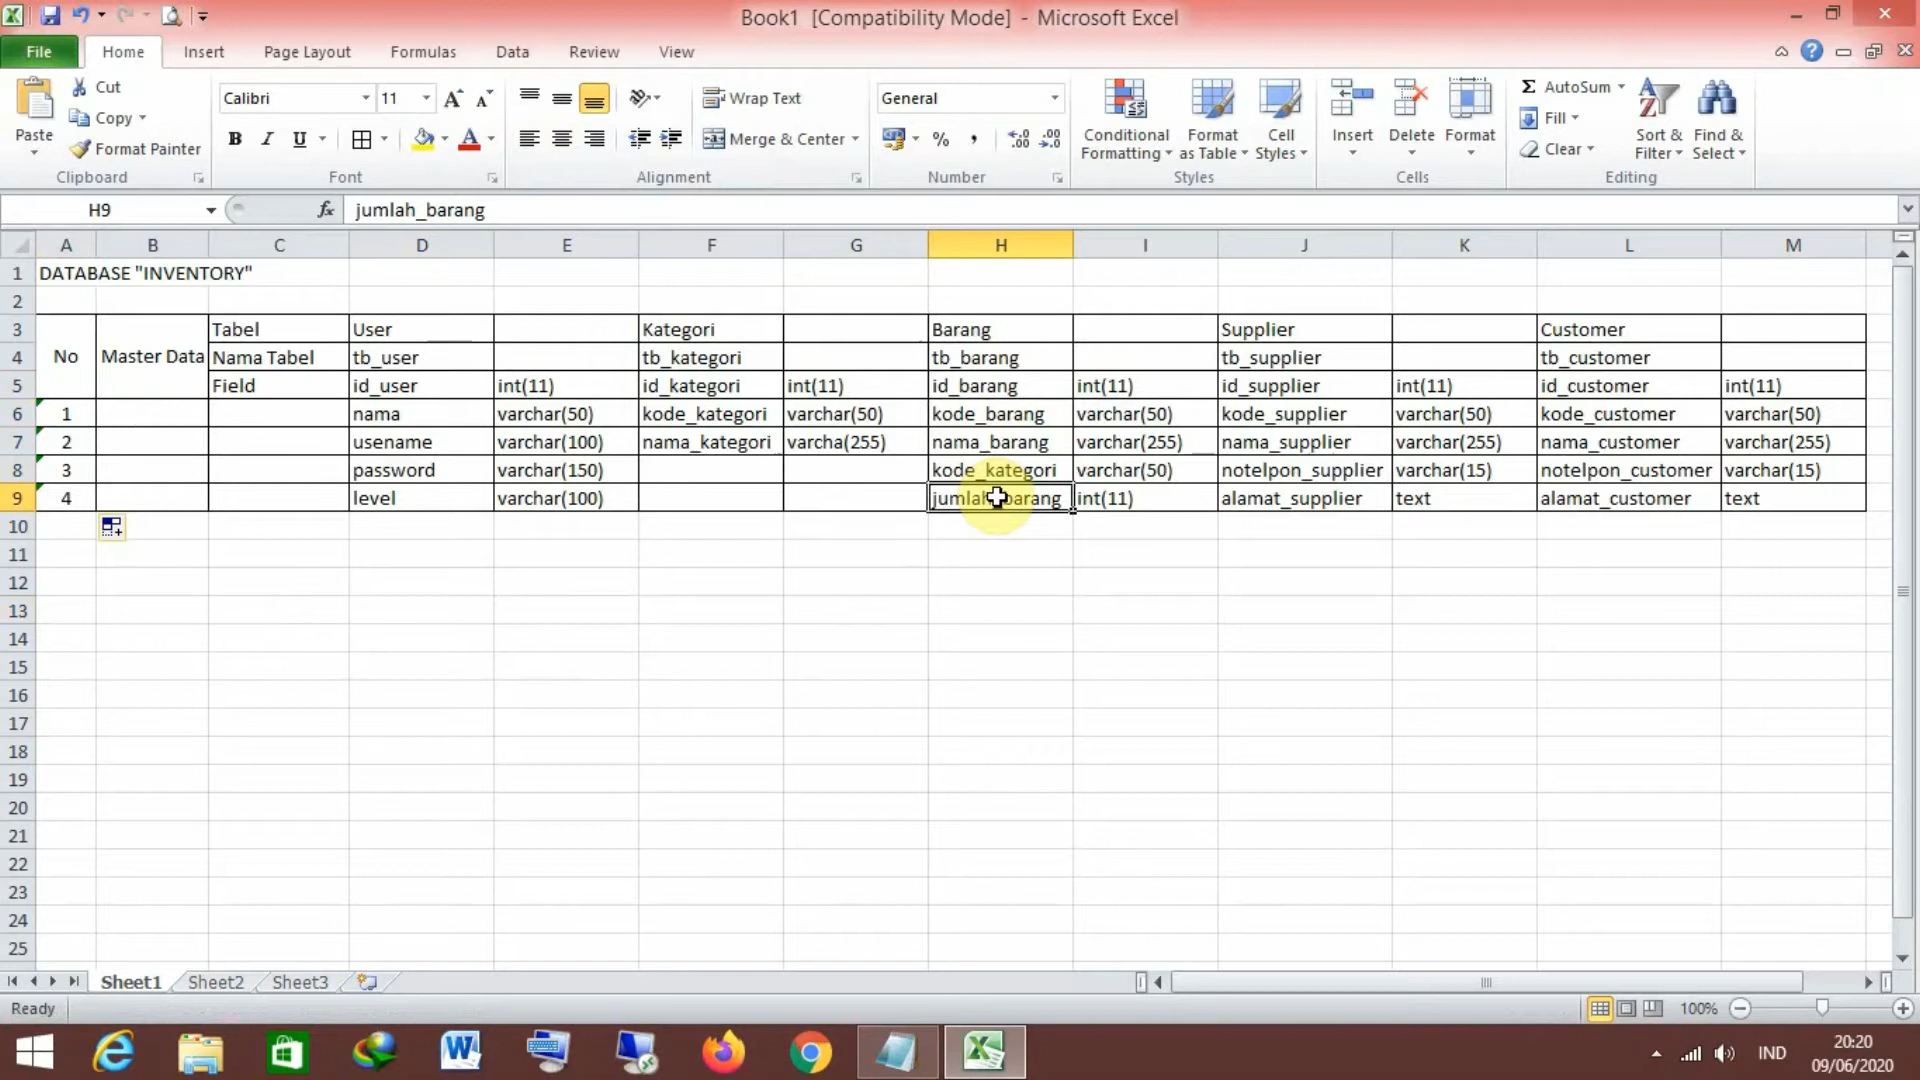 Book1 [Compatibility Mode] - Microsoft Excel
File Home Insert Page Layout Formulas Data Review View
Paste
Cut
Copy
Format Painter
Clipboard
Calibri 11
B I U
Font
Wrap Text
Merge & Center
Alignment
General
Number
Conditional Formatting
Format as Table
Cell Styles
Styles
Insert
Delete
Format
Cells
AutoSum
Fill
Clear
Sort & Filter
Find & Select
Editing
H9 fx jumlah_barang
A B C D E F G H I J K L M
1 DATABASE "INVENTORY"
2
3 Tabel User Kategori Barang Supplier Customer
No Master Data
4 Nama Tabel tb_user tb_kategori tb_barang tb_supplier tb_customer
5 Field id_user int(11) id_kategori int(11) id_barang int(11) id_supplier int(11) id_customer int(11)
6 1 nama varchar(50) kode_kategori varchar(50) kode_barang varchar(50) kode_supplier varchar(50) kode_customer varchar(50)
7 2 usename varchar(100) nama_kategori varcha(255) nama_barang varchar(255) nama_supplier varchar(255) nama_customer varchar(255)
8 3 password varchar(150) kode_kategori varchar(50) notelpon_supplier varchar(15) notelpon_customer varchar(15)
9 4 level varchar(100) jumlah_barang int(11) alamat_supplier text alamat_customer text
10
11
12
13
14
15
16
17
18
19
20
21
22
23
24
25
Sheet1 Sheet2 Sheet3
Ready 100%
IND
20:20
09/06/2020